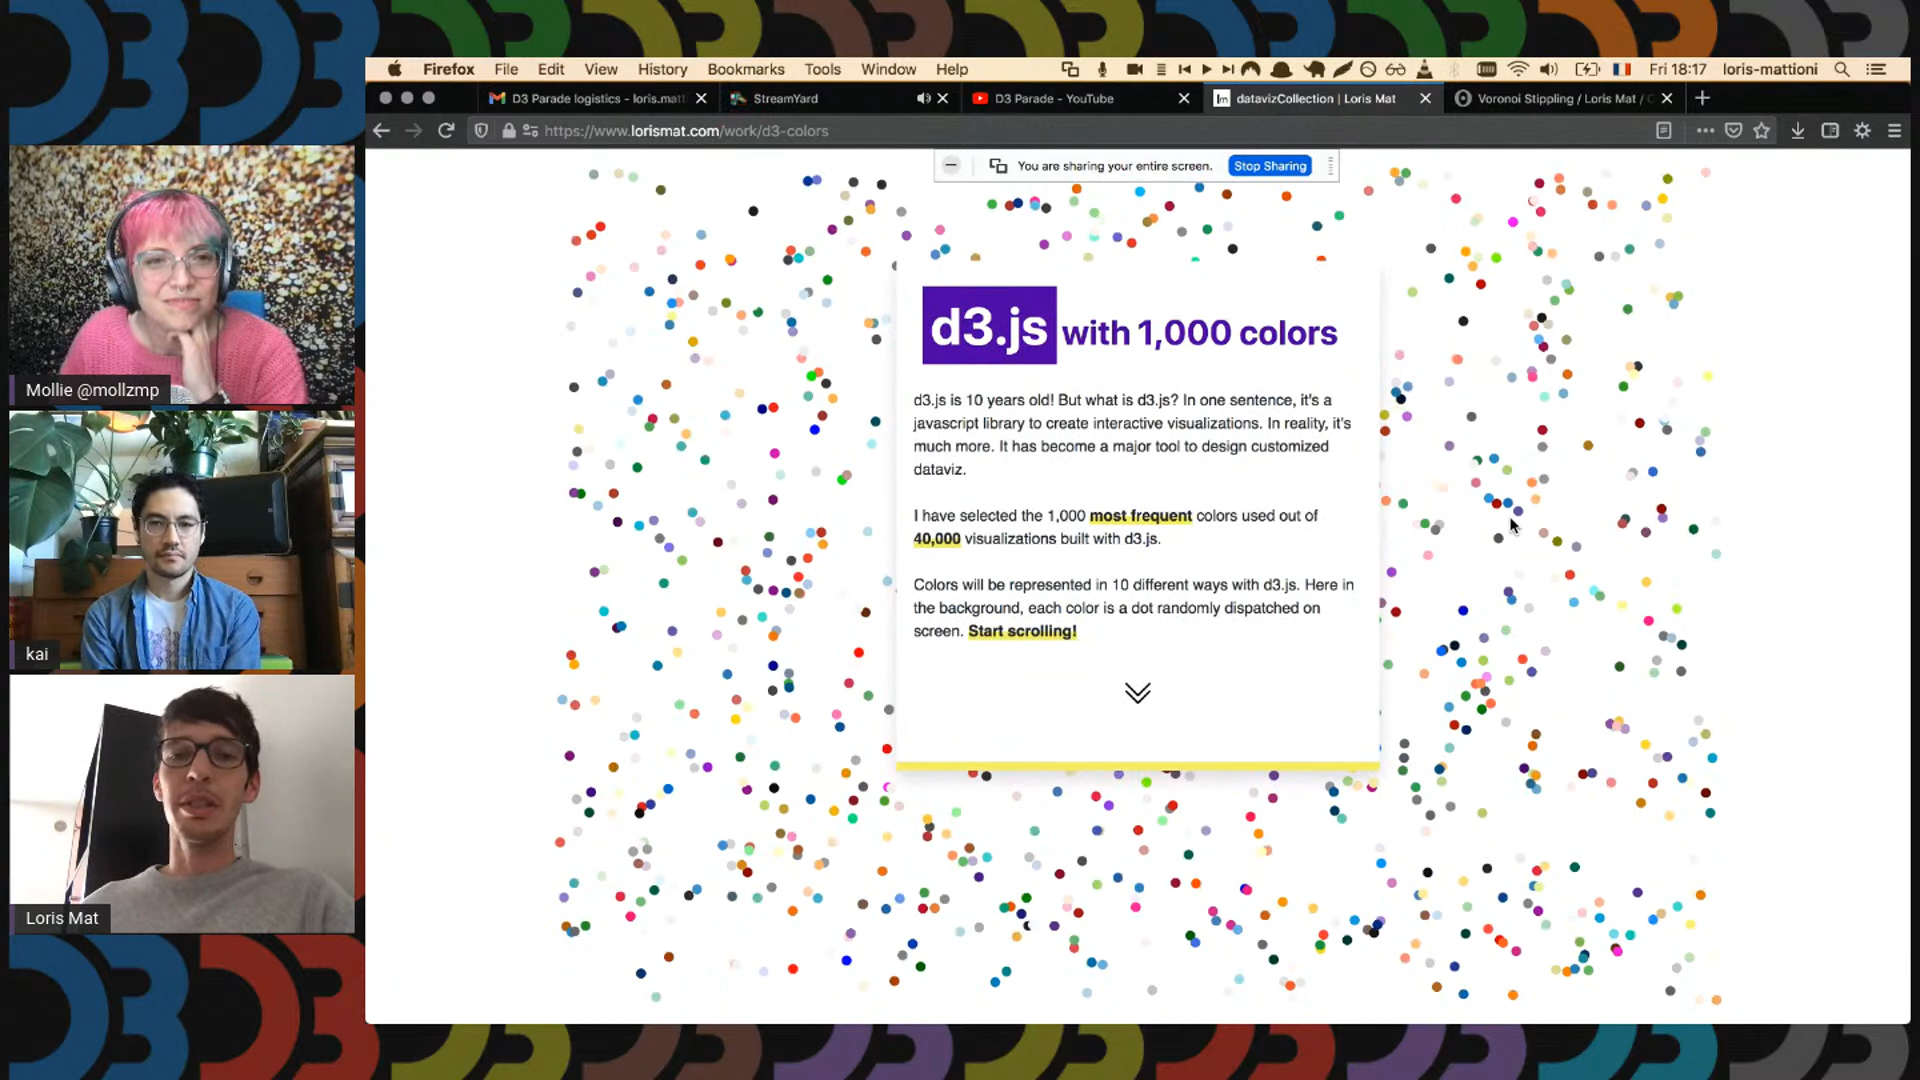 Firefox File Edit View History Bookmarks Tools Window Help Fri 18:17 loris-mattioni
D3 Parade logistics - loris.mat StreamYard D3 Parade - YouTube lm datavizCollection | Loris Mat Voronoi Stippling / Loris Mat /
https://www.lorismat.com/work/d3-colors
You are sharing your entire screen. Stop Sharing
d3.js with 1,000 colors
d3.js is 10 years old! But what is d3.js? In one sentence, it's a
javascript library to create interactive visualizations. In reality, it's
much more. It has become a major tool to design customized
dataviz.
I have selected the 1,000 most frequent colors used out of
40,000 visualizations built with d3.js.
Colors will be represented in 10 different ways with d3.js. Here in
the background, each color is a dot randomly dispatched on
screen. Start scrolling!
Mollie @mollzmp
kai
Loris Mat